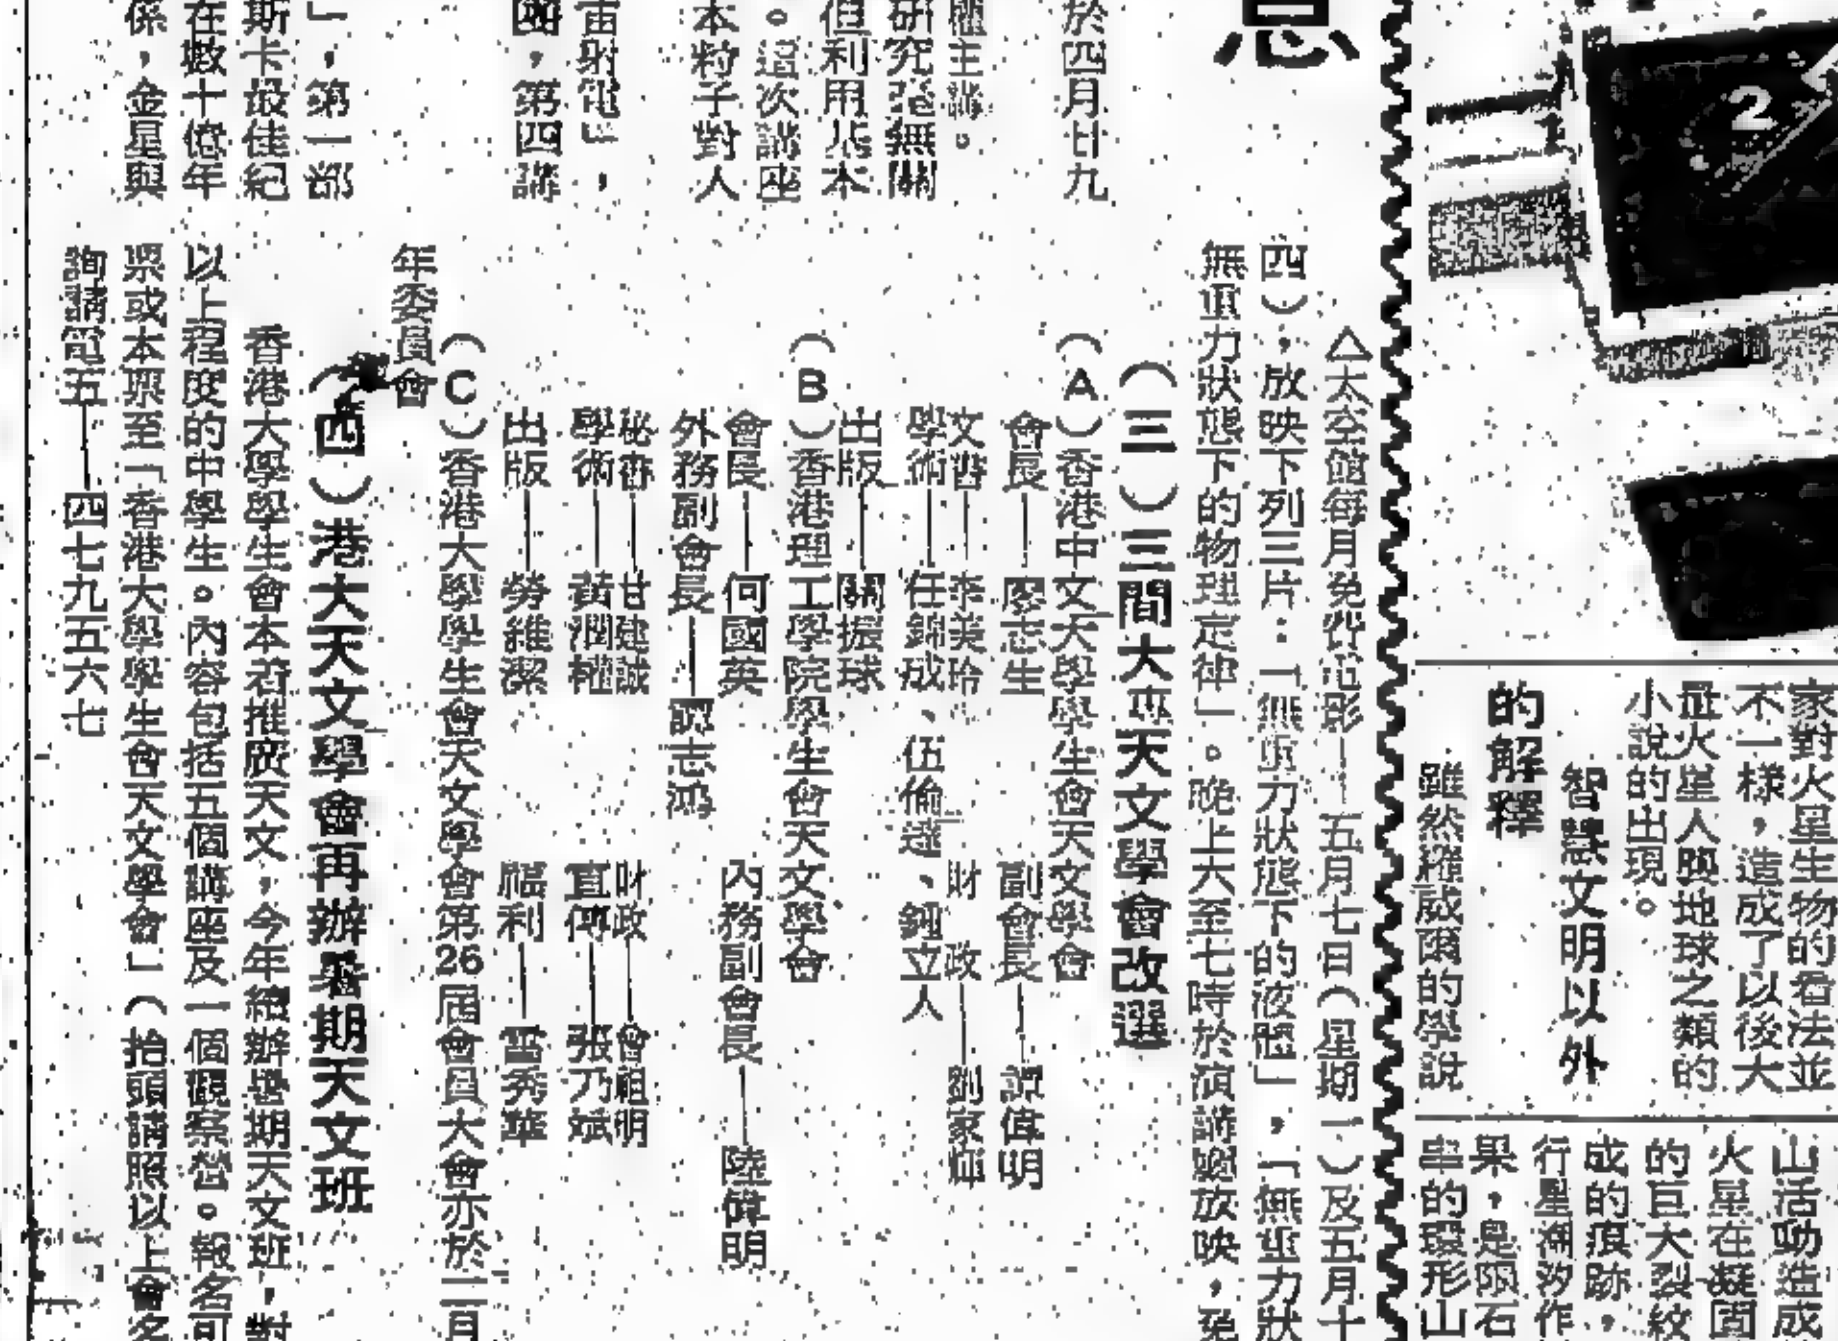 息
於四月廿九
權主講。
研究毫無關
但利用基本
。這次講座
本粒子對人
宙射電」，
國，第四講
」，第一部
斯卡最佳紀
在數十億年
係，金星與
△太空館每月免費電影——五月七日（星期一）及五月十
四），放映下列三片：「無重力狀態下的液體」，「無重力狀
無重力狀態下的物理定律」。晚上六至七時於演講廳放映，免
（三）三間大專天文學會改選
（A）香港中文大學學生會天文學會
會長——廖志生　副會長——譚偉明
文書——李美玲　財　政——劉家輝
學術——任錦成、伍倫達、鍾立人
出版——關振球
（B）香港理工學院學生會天文學會
會長——何國英　內務副會長——陸偉明
外務副會長——譚志鴻
秘書——甘建誠　財政——曾祖明
學術——黃潤權　宣傳——張乃斌
出版——勞維潔　福利——雷秀華
（C）香港大學學生會天文學會第26屆會員大會亦於二月
年委員會
（四）港大天文學會再辦暑期天文班
香港大學學生會本着推廣天文，今年續辦暑期天文班，對
以上程度的中學生。內容包括五個講座及一個觀察營。報名可
票或本票至「香港大學學生會天文學會」（抬頭請照以上會名
詢請電五——四七九五六七
2
家對火星生物的看法並
不一樣，造成了以後大
量火星人與地球之類的
小說的出現。
智慧文明以外
的解釋
雖然羅威爾的學說
山活動造成
火星在凝固
的巨大裂紋
成的痕跡，
行星潮汐作
果，是隕石
串的環形山